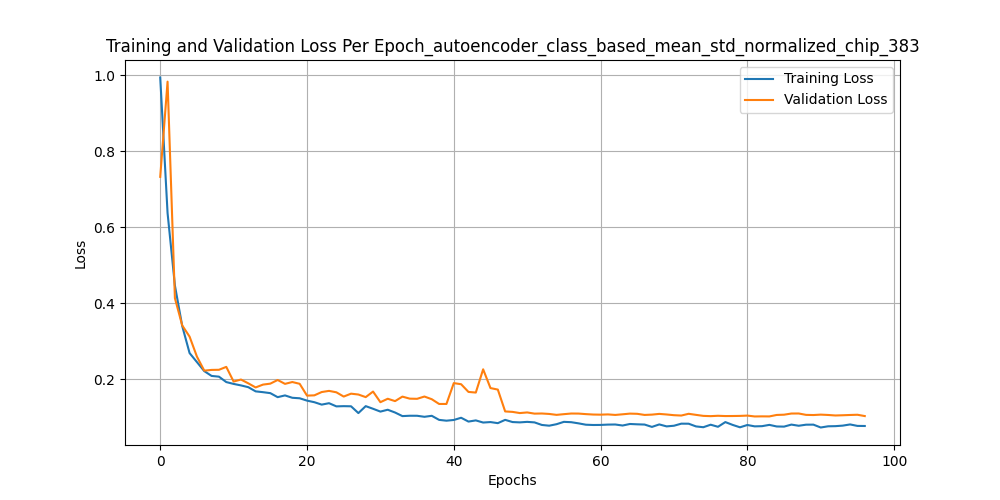 Training and Validation Loss Per Epoch_autoencoder_class_based_mean_std_normalized_chip_383
Training Loss
Validation Loss
1.0
0.8
0.6
0.4
0.2
Loss
0 20 40 60 80 100
Epochs